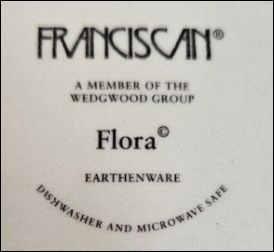 FRANCISCAN®
A MEMBER OF THE
WEDGWOOD GROUP
Flora©
EARTHENWARE
DISHWASHER AND MICROWAVE SAFE